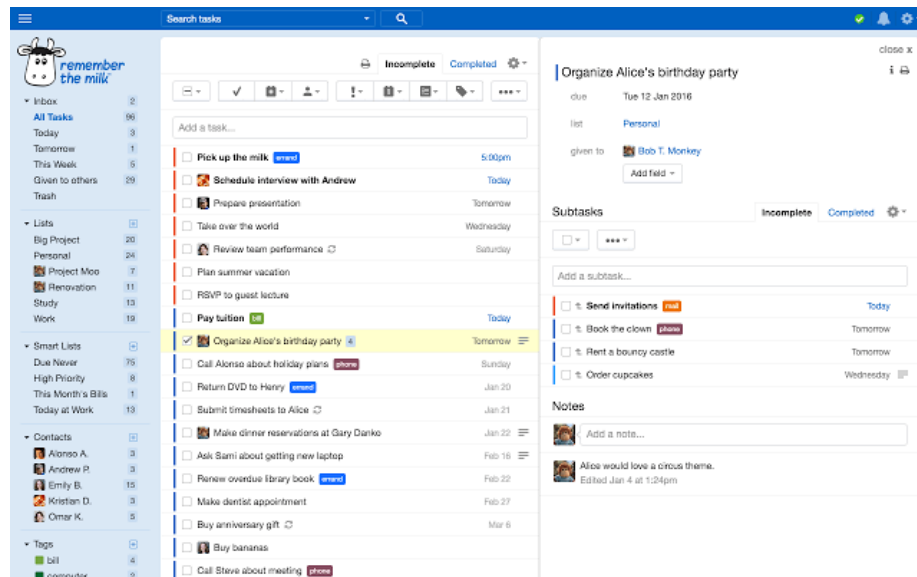 Search tasks
remember
the milk
Inbox 2
All Tasks 96
Today 3
Tomorrow 1
This Week 5
Given to others 29
Trash
Lists
Big Project 20
Personal 24
Project Moo 7
Renovation 11
Study 13
Work 19
Smart Lists
Due Never 75
High Priority 8
This Month's Bills 1
Today at Work 13
Contacts
Alonso A. 3
Andrew P. 3
Emily B. 15
Kristian D. 3
Omar K. 5
Tags
bill 4
computer 2
Incomplete Completed
Add a task...
Pick up the milk errand 5:00pm
Schedule interview with Andrew Today
Prepare presentation Tomorrow
Take over the world Wednesday
Review team performance Saturday
Plan summer vacation
RSVP to guest lecture
Pay tuition bill Today
Organize Alice's birthday party 4 Tomorrow
Call Alonso about holiday plans phone Sunday
Return DVD to Henry errand Jan 20
Submit timesheets to Alice Jan 21
Make dinner reservations at Gary Danko Jan 22
Ask Sami about getting new laptop Feb 16
Renew overdue library book errand Feb 22
Make dentist appointment Feb 27
Buy anniversary gift Mar 6
Buy bananas
Call Steve about meeting phone
close x
Organize Alice's birthday party
due Tue 12 Jan 2016
list Personal
given to Bob T. Monkey
Add field
Subtasks Incomplete Completed
Add a subtask...
Send invitations mail Today
Book the clown phone Tomorrow
Rent a bouncy castle Tomorrow
Order cupcakes Wednesday
Notes
Add a note...
Alice would love a circus theme.
Edited Jan 4 at 1:24pm